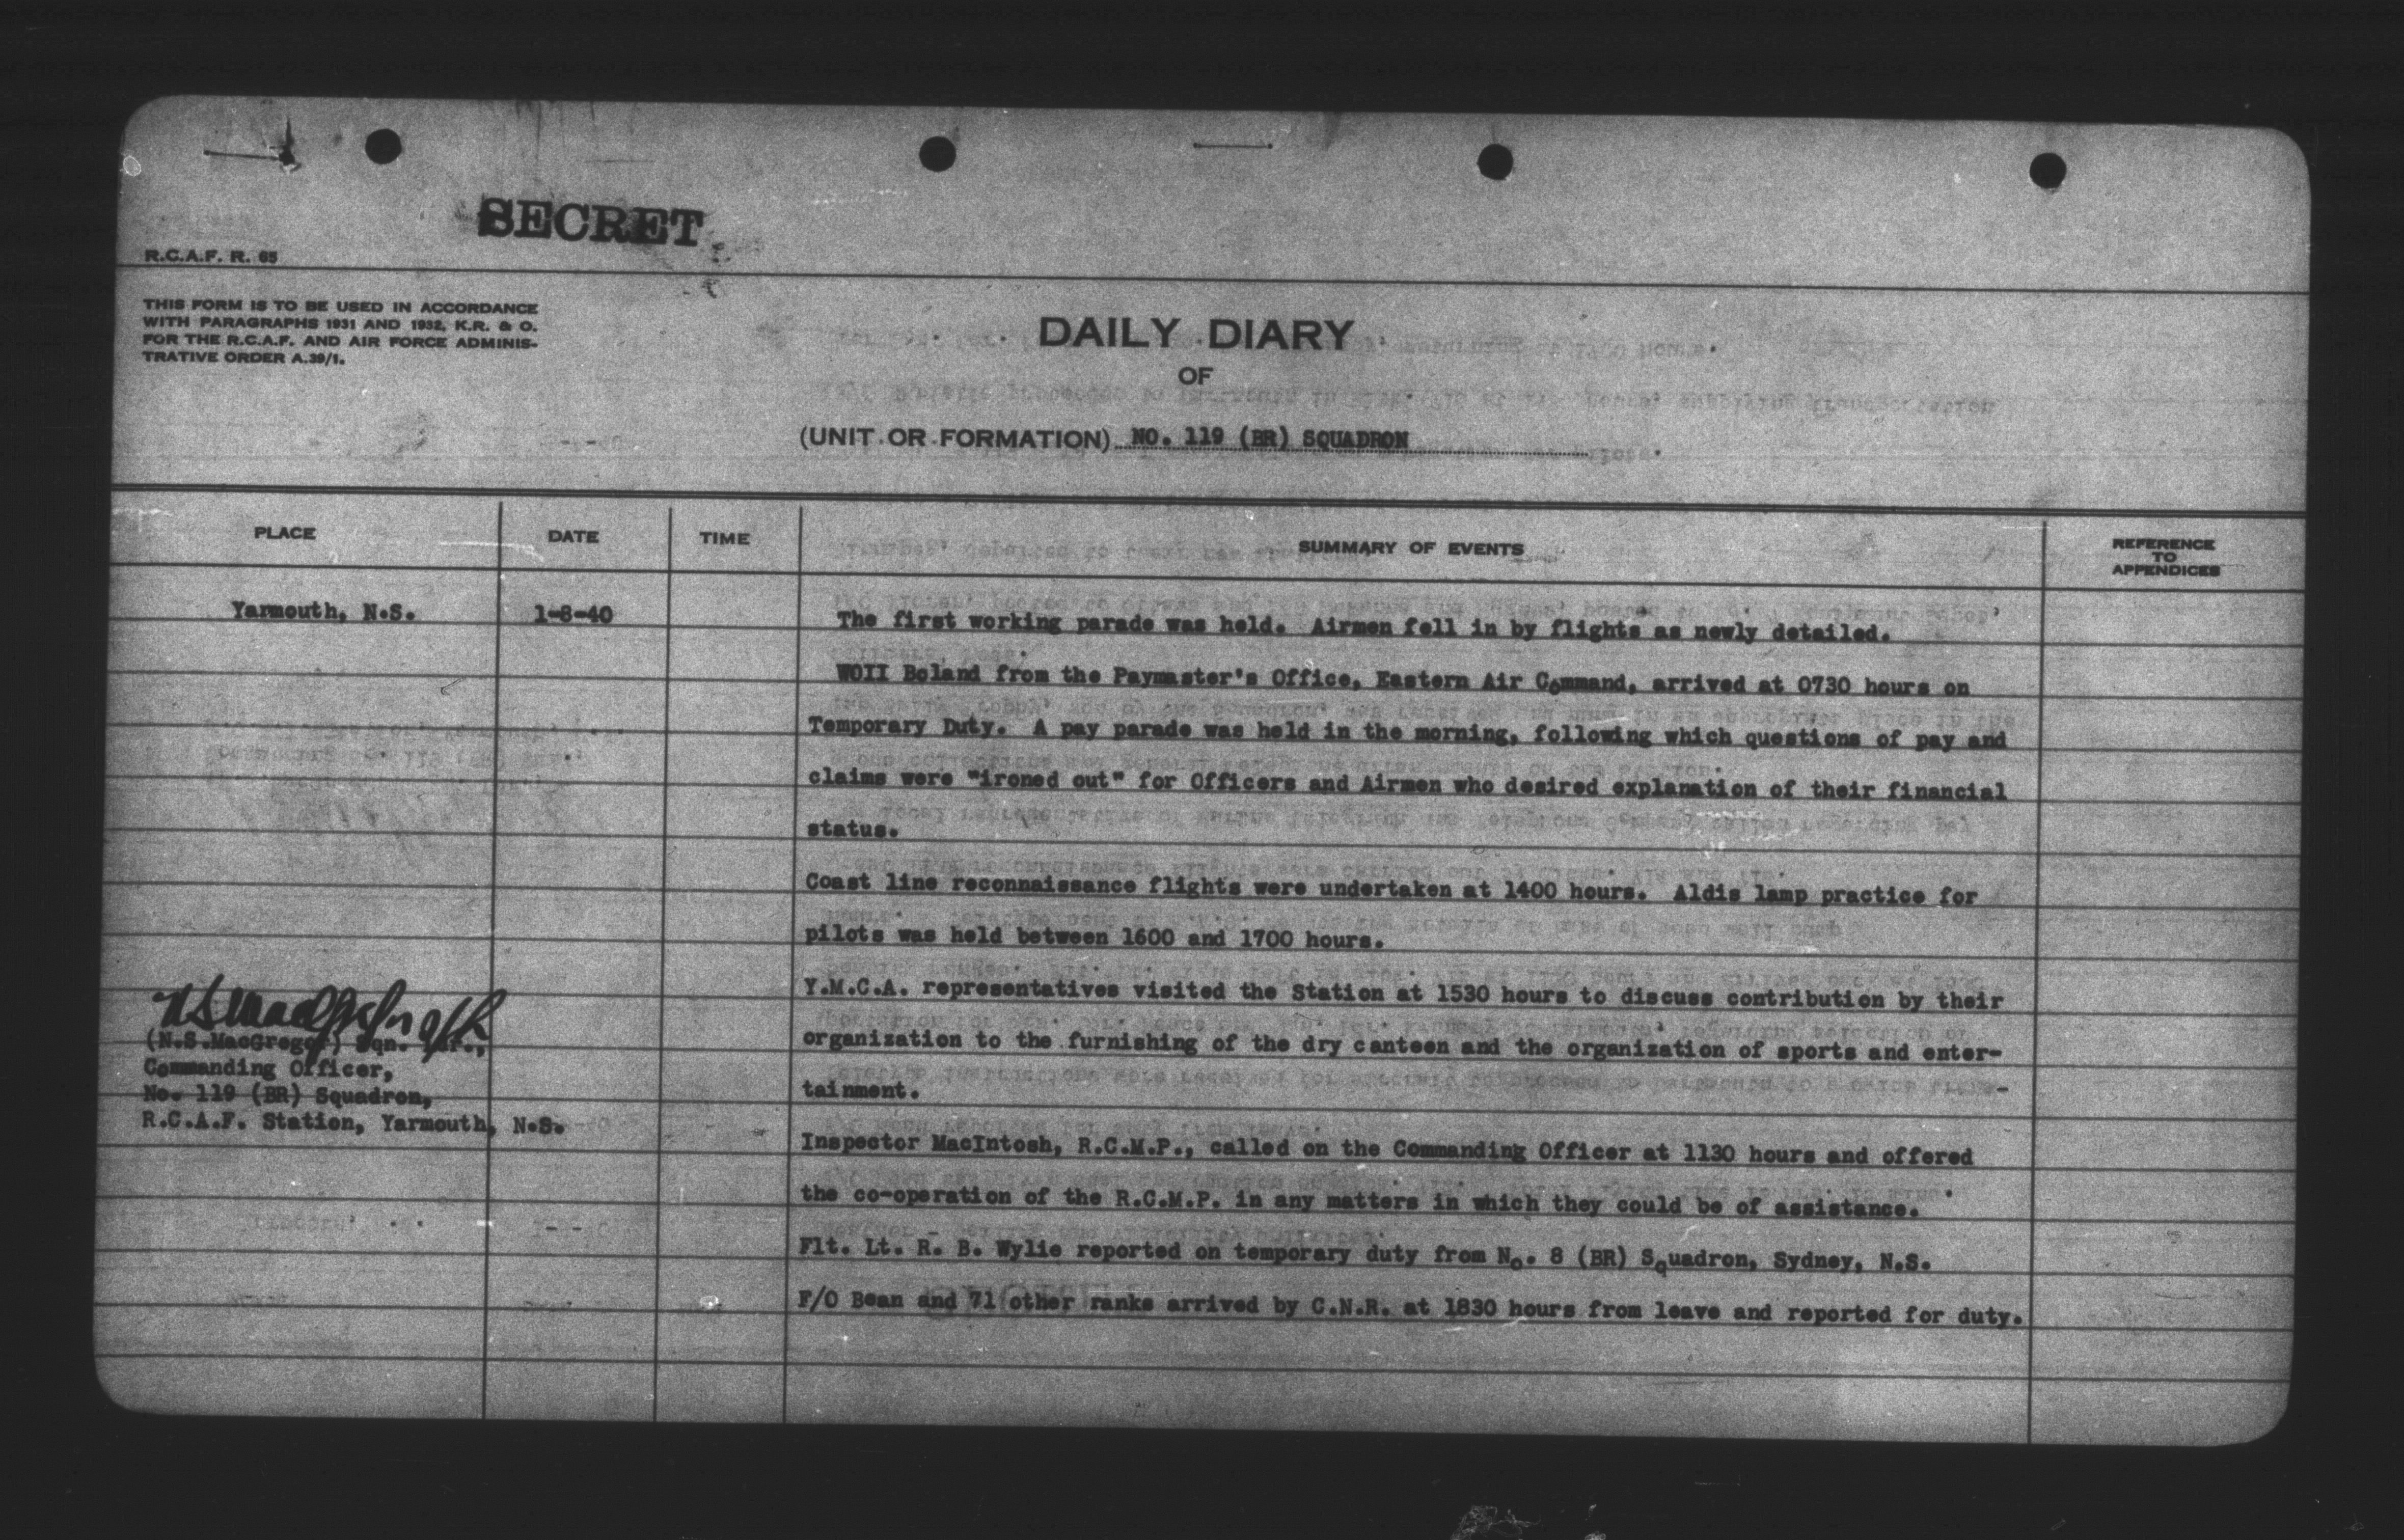 SECRET
R.C.A.F. R. 65
THIS FORM IS TO BE USED IN ACCORDANCE
WITH PARAGRAPHS 1931 AND 1932, K.R. & O.
FOR THE R.C.A.F. AND AIR FORCE ADMINIS-
TRATIVE ORDER A.39/1.
DAILY DIARY
OF
(UNIT OR FORMATION) NO. 119 (BR) SQUADRON
PLACE DATE TIME SUMMARY OF EVENTS REFERENCE
TO
APPENDICES
Yarmouth, N.S. 1-8-40 The first working parade was held. Airmen fell in by flights as newly detailed.
WOII Boland from the Paymaster's Office, Eastern Air Command, arrived at 0730 hours on
Temporary Duty. A pay parade was held in the morning, following which questions of pay and
claims were "ironed out" for Officers and Airmen who desired explanation of their financial
status.
Coast line reconnaissance flights were undertaken at 1400 hours. Aldis lamp practice for
pilots was held between 1600 and 1700 hours.
Y.M.C.A. representatives visited the Station at 1530 hours to discuss contribution by their
organization to the furnishing of the dry canteen and the organization of sports and enter-
tainment.
Inspector MacIntosh, R.C.M.P., called on the Commanding Officer at 1130 hours and offered
the co-operation of the R.C.M.P. in any matters in which they could be of assistance.
Flt. Lt. R. B. Wylie reported on temporary duty from No. 8 (BR) Squadron, Sydney, N.S.
F/O Bean and 71 other ranks arrived by C.N.R. at 1830 hours from leave and reported for duty.
(N.S.MacGregor) Sqn. Ldr.,
Commanding Officer,
No. 119 (BR) Squadron,
R.C.A.F. Station, Yarmouth, N.S.